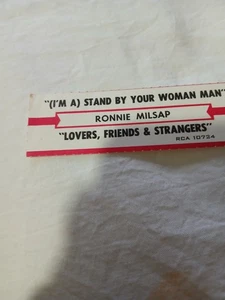 "(I'M A) STAND BY YOUR WOMAN MAN"
RONNIE MILSAP
"LOVERS, FRIENDS & STRANGERS"
RCA 10724